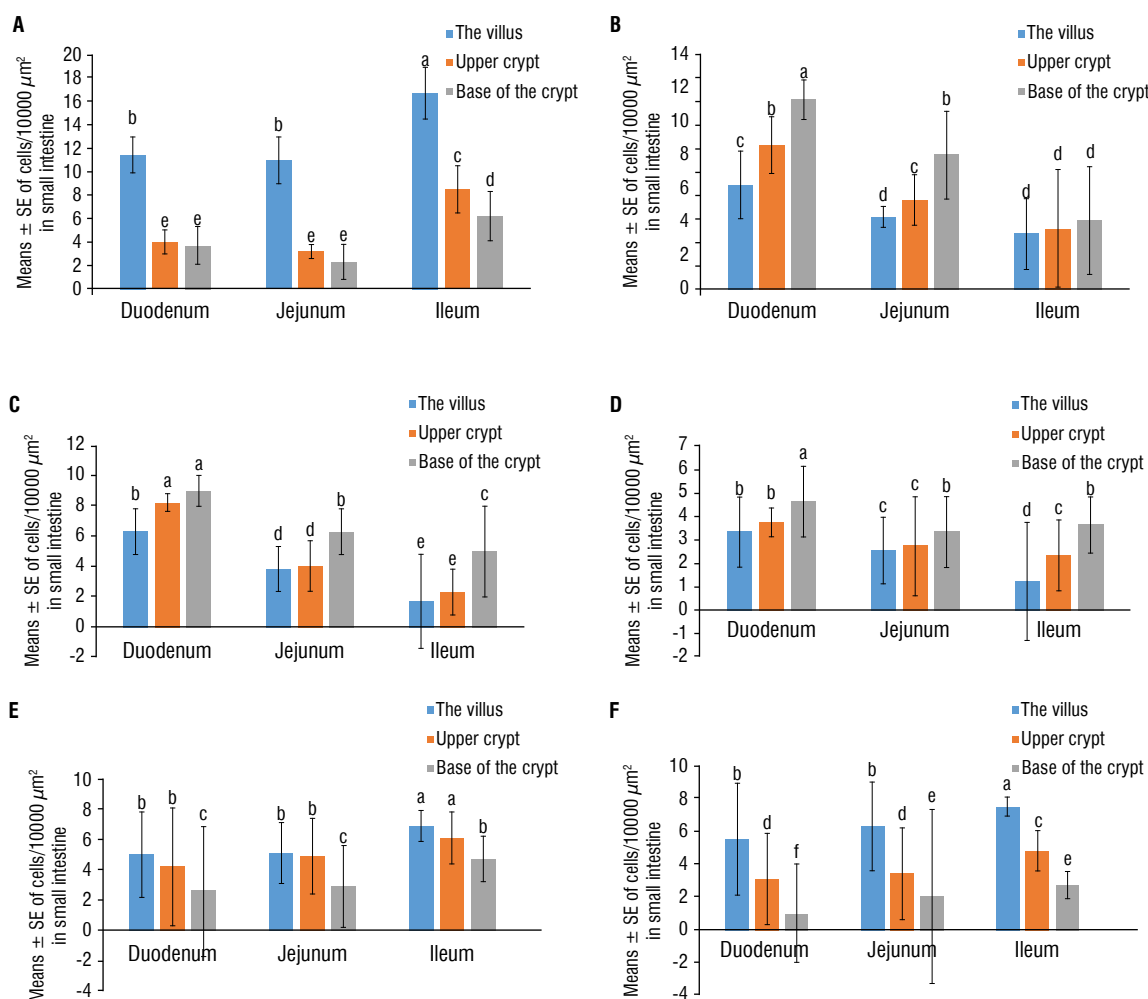 A
The villus
Upper crypt
Base of the crypt
Means ± SE of cells/10000 µm²
in small intestine
20
18
16
14
12
10
8
6
4
2
0
b
e
e
b
e
e
a
c
d
Duodenum
Jejunum
Ileum
B
The villus
Upper crypt
Base of the crypt
Means ± SE of cells/10000 µm²
in small intestine
14
12
10
8
6
4
2
0
c
b
a
d
c
b
d
d
d
Duodenum
Jejunum
Ileum
C
The villus
Upper crypt
Base of the crypt
Means ± SE of cells/10000 µm²
in small intestine
12
10
8
6
4
2
0
-2
b
a
a
d
d
b
e
e
c
Duodenum
Jejunum
Ileum
D
The villus
Upper crypt
Base of the crypt
Means ± SE of cells/10000 µm²
in small intestine
7
6
5
4
3
2
1
0
-1
-2
b
b
a
c
c
b
d
c
b
Duodenum
Jejunum
Ileum
E
The villus
Upper crypt
Base of the crypt
Means ± SE of cells/10000 µm²
in small intestine
10
8
6
4
2
0
-2
-4
b
b
c
b
b
c
a
a
b
Duodenum
Jejunum
Ileum
F
The villus
Upper crypt
Base of the crypt
Means ± SE of cells/10000 µm²
in small intestine
10
8
6
4
2
0
-2
-4
b
d
f
b
d
e
a
c
e
Duodenum
Jejunum
Ileum